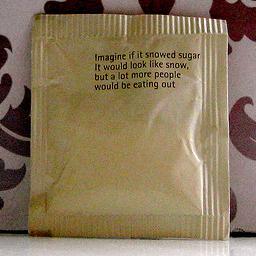 Imagine if it snowed sugar
It would look like snow,
but a lot more people
would be eating out